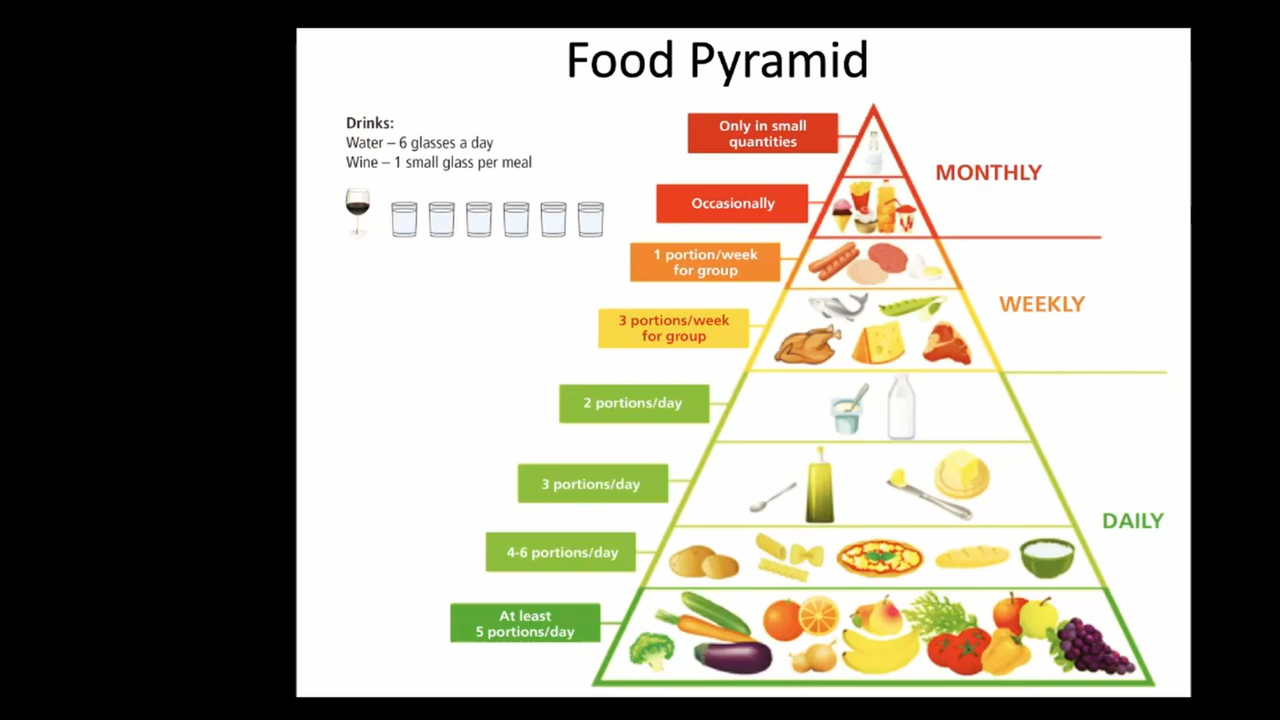 Food Pyramid
Drinks:
Water – 6 glasses a day
Wine – 1 small glass per meal
Only in small
quantities
MONTHLY
Occasionally
1 portion/week
for group
WEEKLY
3 portions/week
for group
2 portions/day
3 portions/day
DAILY
4-6 portions/day
At least
5 portions/day